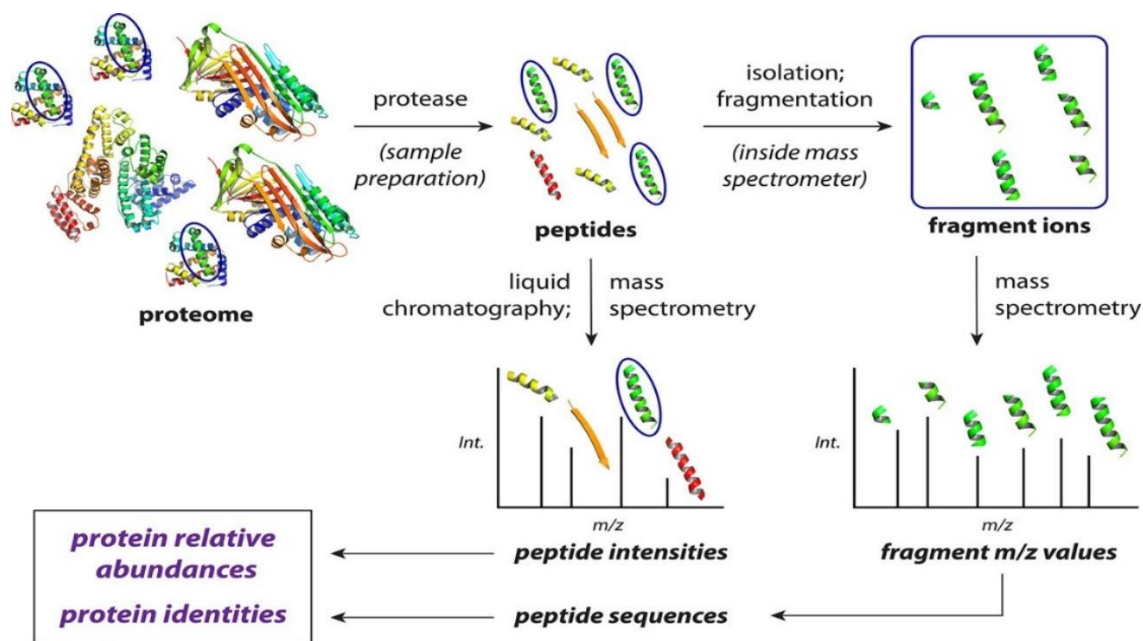 protease
(sample
preparation)
isolation;
fragmentation
(inside mass
spectrometer)
proteome
peptides
fragment ions
liquid
chromatography;
mass
spectrometry
mass
spectrometry
Int.
m/z
Int.
m/z
protein relative
abundances
peptide intensities
fragment m/z values
protein identities
peptide sequences